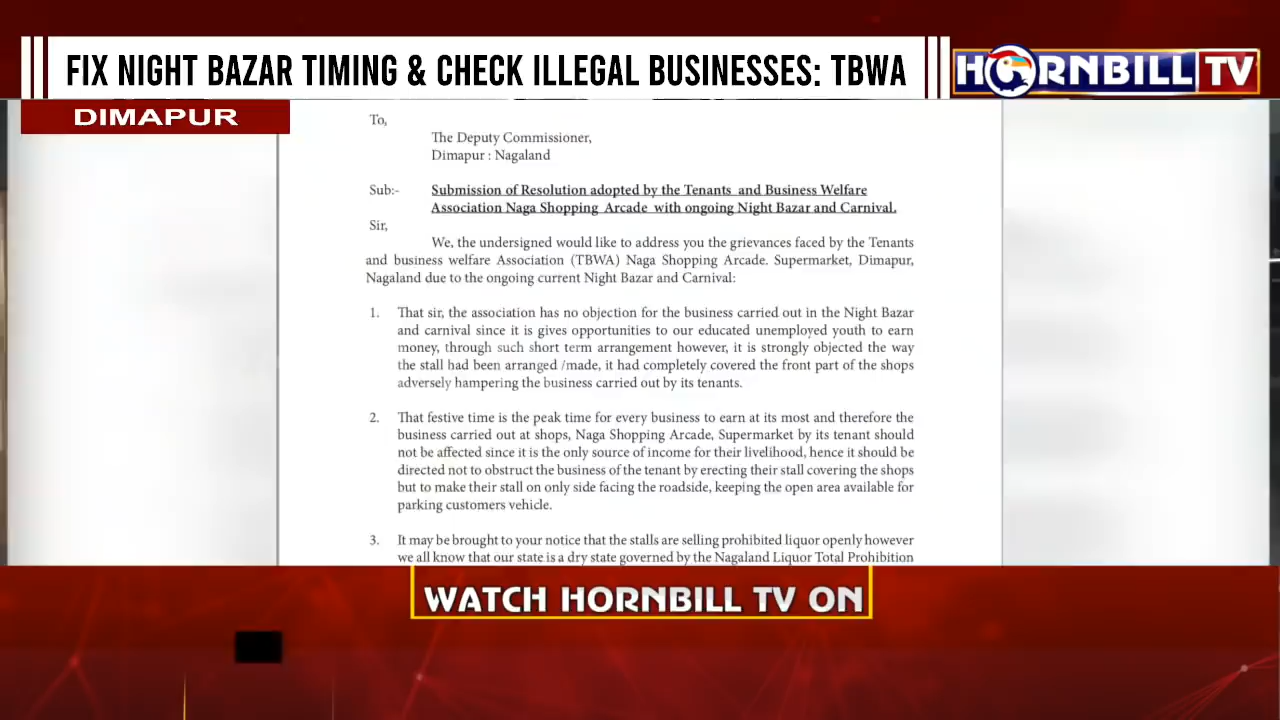 FIX NIGHT BAZAR TIMING & CHECK ILLEGAL BUSINESSES: TBWA
HORNBILL TV
DIMAPUR
To,
The Deputy Commissioner,
Dimapur : Nagaland
Sub:- Submission of Resolution adopted by the Tenants and Business Welfare
Association Naga Shopping Arcade with ongoing Night Bazar and Carnival.
Sir,
We, the undersigned would like to address you the grievances faced by the Tenants
and business welfare Association (TBWA) Naga Shopping Arcade. Supermarket, Dimapur,
Nagaland due to the ongoing current Night Bazar and Carnival:
1. That sir, the association has no objection for the business carried out in the Night Bazar
and carnival since it is gives opportunities to our educated unemployed youth to earn
money, through such short term arrangement however, it is strongly objected the way
the stall had been arranged /made, it had completely covered the front part of the shops
adversely hampering the business carried out by its tenants.
2. That festive time is the peak time for every business to earn at its most and therefore the
business carried out at shops, Naga Shopping Arcade, Supermarket by its tenant should
not be affected since it is the only source of income for their livelihood, hence it should be
directed not to obstruct the business of the tenant by erecting their stall covering the shops
but to make their stall on only side facing the roadside, keeping the open area available for
parking customers vehicle.
3. It may be brought to your notice that the stalls are selling prohibited liquor openly however
we all know that our state is a dry state governed by the Nagaland Liquor Total Prohibition
WATCH HORNBILL TV ON